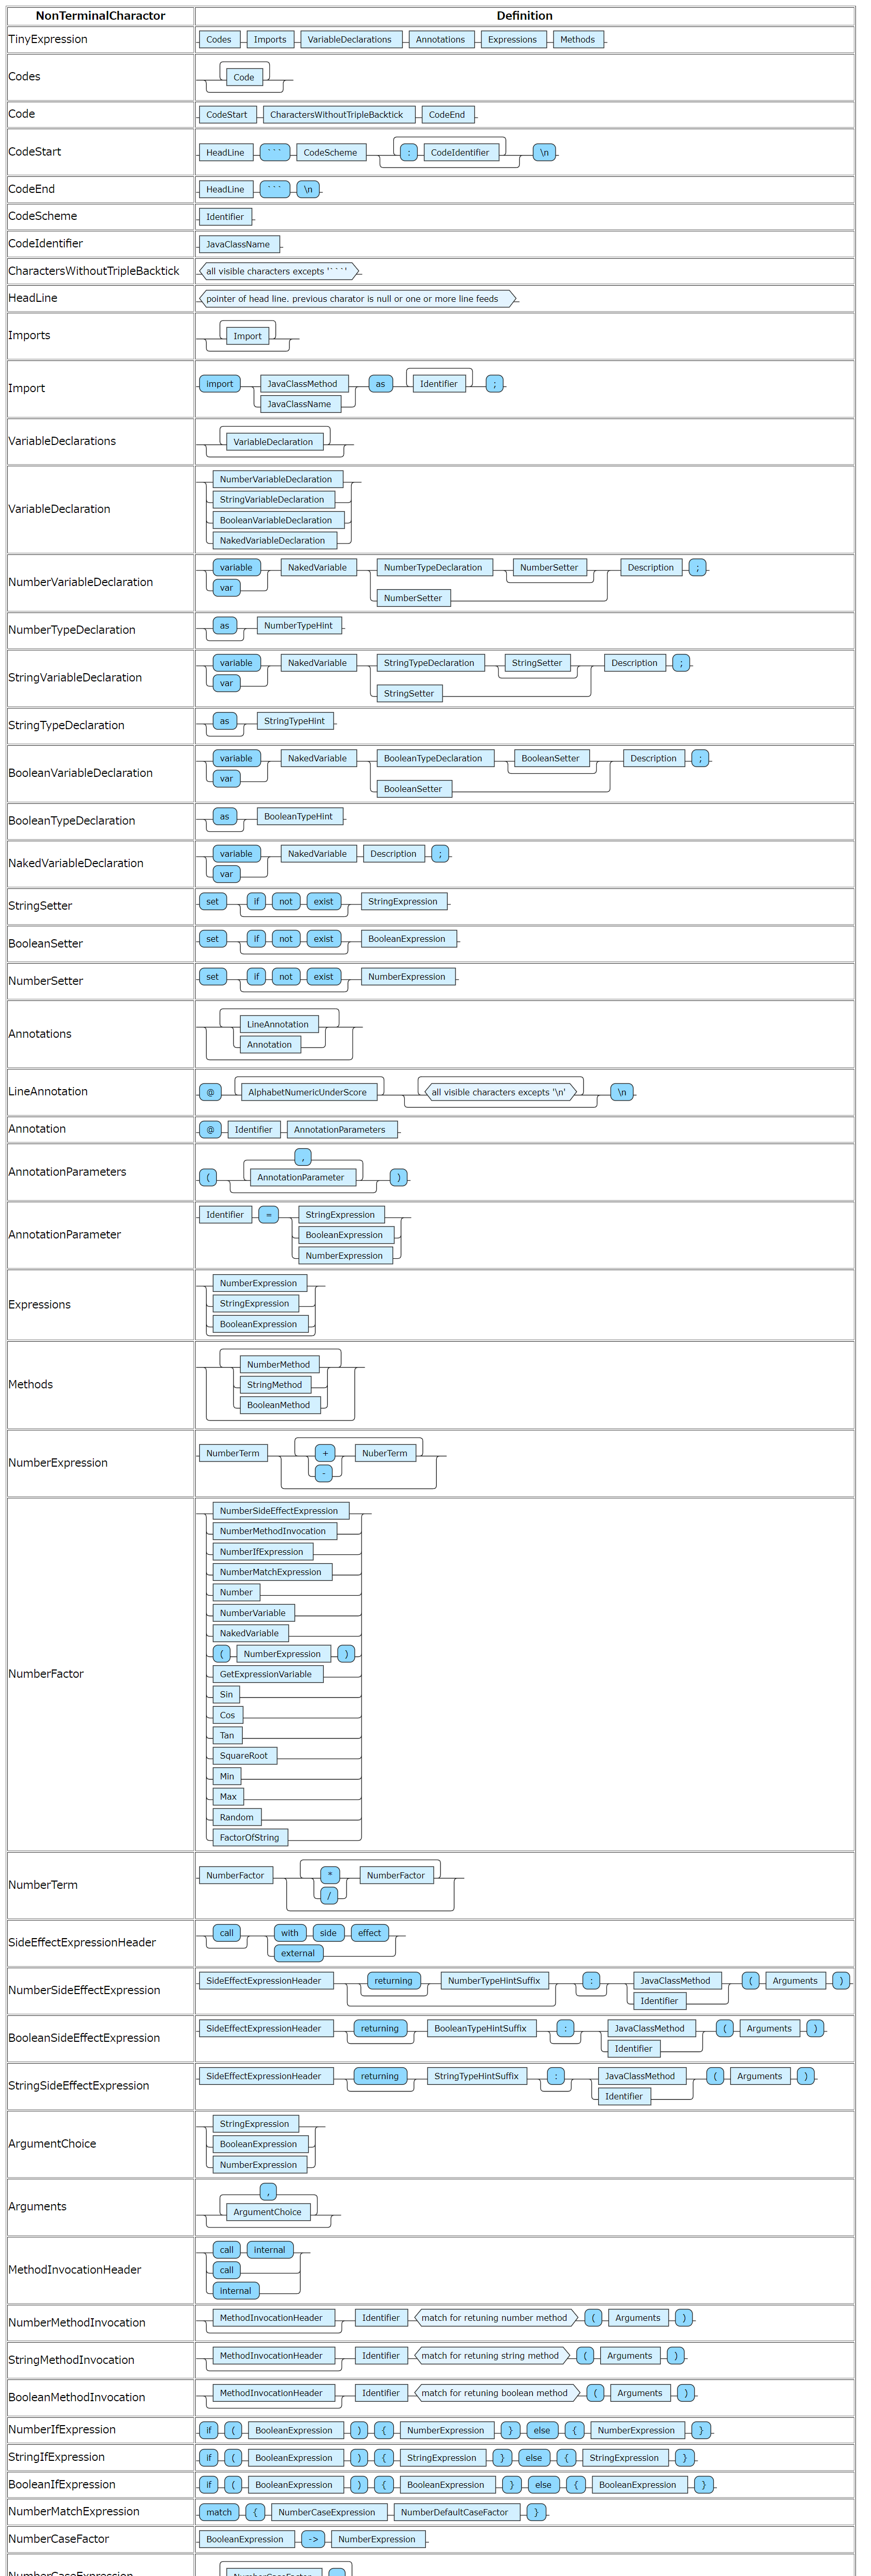 NonTerminalCharactor Definition
TinyExpression Codes Imports VariableDeclarations Annotations Expressions Methods
Codes Code
Code CodeStart CharactersWithoutTripleBacktick CodeEnd
CodeStart HeadLine ``` CodeScheme : CodeIdentifier \n
CodeEnd HeadLine ``` \n
CodeScheme Identifier
CodeIdentifier JavaClassName
CharactersWithoutTripleBacktick all visible characters excepts '```'
HeadLine pointer of head line. previous charator is null or one or more line feeds
Imports Import
Import import JavaClassMethod as Identifier ;
JavaClassName
VariableDeclarations VariableDeclaration
VariableDeclaration NumberVariableDeclaration
StringVariableDeclaration
BooleanVariableDeclaration
NakedVariableDeclaration
NumberVariableDeclaration variable NakedVariable NumberTypeDeclaration NumberSetter Description ;
var NumberSetter
NumberTypeDeclaration as NumberTypeHint
StringVariableDeclaration variable NakedVariable StringTypeDeclaration StringSetter Description ;
var StringSetter
StringTypeDeclaration as StringTypeHint
BooleanVariableDeclaration variable NakedVariable BooleanTypeDeclaration BooleanSetter Description ;
var BooleanSetter
BooleanTypeDeclaration as BooleanTypeHint
NakedVariableDeclaration variable NakedVariable Description ;
var
StringSetter set if not exist StringExpression
BooleanSetter set if not exist BooleanExpression
NumberSetter set if not exist NumberExpression
Annotations LineAnnotation
Annotation
LineAnnotation @ AlphabetNumericUnderScore all visible characters excepts '\n' \n
Annotation @ Identifier AnnotationParameters
AnnotationParameters ( , AnnotationParameter )
AnnotationParameter Identifier = StringExpression
BooleanExpression
NumberExpression
Expressions NumberExpression
StringExpression
BooleanExpression
Methods NumberMethod
StringMethod
BooleanMethod
NumberExpression NumberTerm + NuberTerm
-
NumberFactor NumberSideEffectExpression
NumberMethodInvocation
NumberIfExpression
NumberMatchExpression
Number
NumberVariable
NakedVariable
( NumberExpression )
GetExpressionVariable
Sin
Cos
Tan
SquareRoot
Min
Max
Random
FactorOfString
NumberTerm NumberFactor * NumberFactor
/
SideEffectExpressionHeader call with side effect
external
NumberSideEffectExpression SideEffectExpressionHeader returning NumberTypeHintSuffix : JavaClassMethod ( Arguments )
Identifier
BooleanSideEffectExpression SideEffectExpressionHeader returning BooleanTypeHintSuffix : JavaClassMethod ( Arguments )
Identifier
StringSideEffectExpression SideEffectExpressionHeader returning StringTypeHintSuffix : JavaClassMethod ( Arguments )
Identifier
ArgumentChoice StringExpression
BooleanExpression
NumberExpression
Arguments , ArgumentChoice
MethodInvocationHeader call internal
call
internal
NumberMethodInvocation MethodInvocationHeader Identifier match for retuning number method ( Arguments )
StringMethodInvocation MethodInvocationHeader Identifier match for retuning string method ( Arguments )
BooleanMethodInvocation MethodInvocationHeader Identifier match for retuning boolean method ( Arguments )
NumberIfExpression if ( BooleanExpression ) { NumberExpression } else { NumberExpression }
StringIfExpression if ( BooleanExpression ) { StringExpression } else { StringExpression }
BooleanIfExpression if ( BooleanExpression ) { BooleanExpression } else { BooleanExpression }
NumberMatchExpression match { NumberCaseExpression NumberDefaultCaseFactor }
NumberCaseFactor BooleanExpression -> NumberExpression